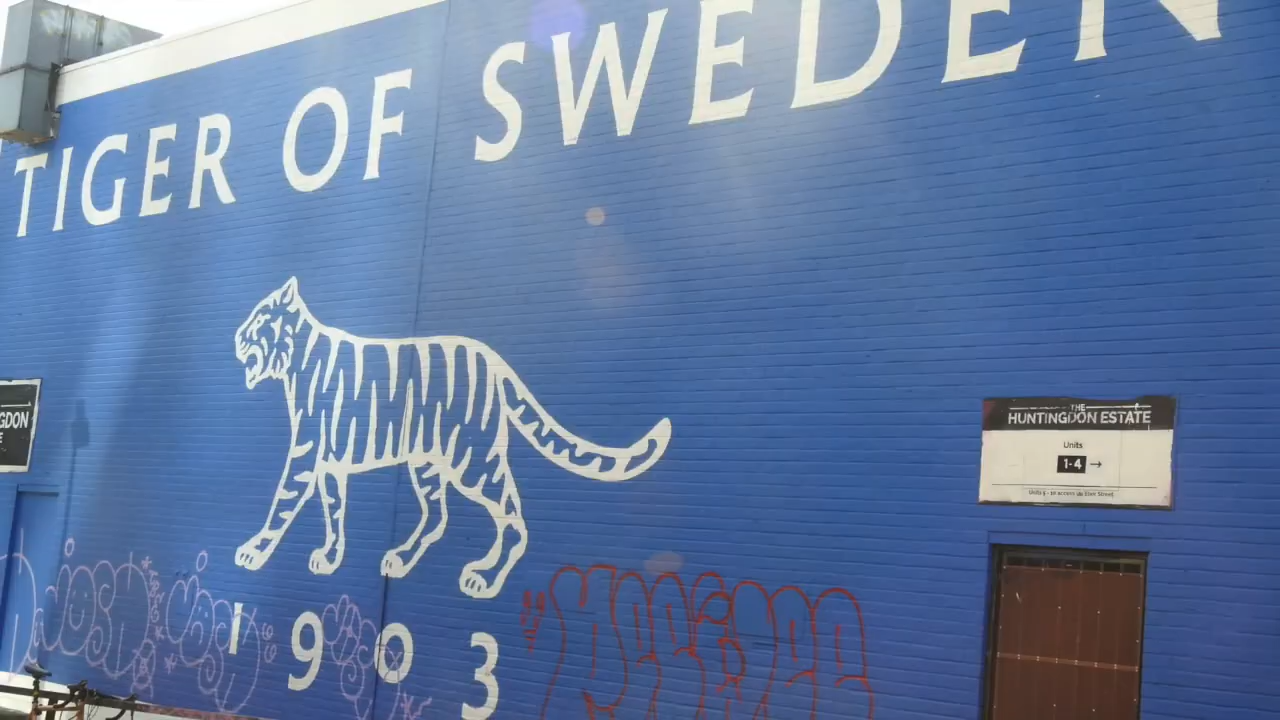 TIGER OF SWEDEN
1903
GDON
THE
HUNTINGDON ESTATE
Units
1-4 →